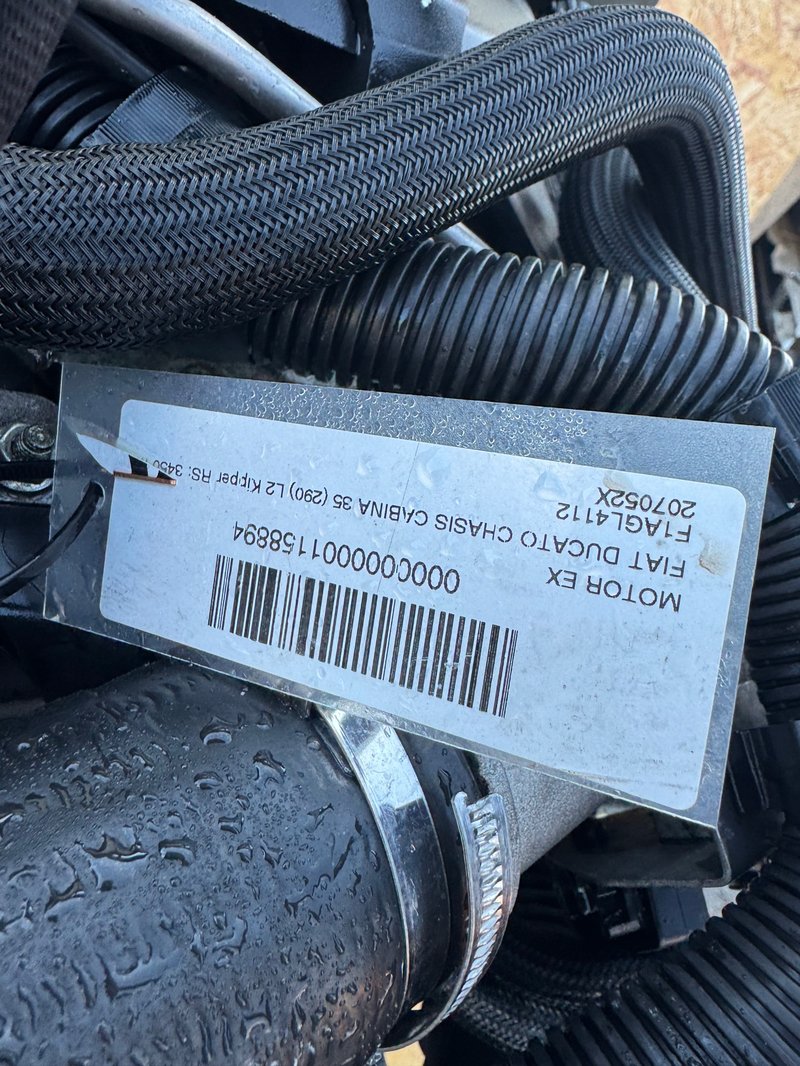 MOTOR EX
0000000001158894
FIAT DUCATO CHASIS CABINA 35 (290) L2 Kipper RS: 3450
F1AGL4112
207052X